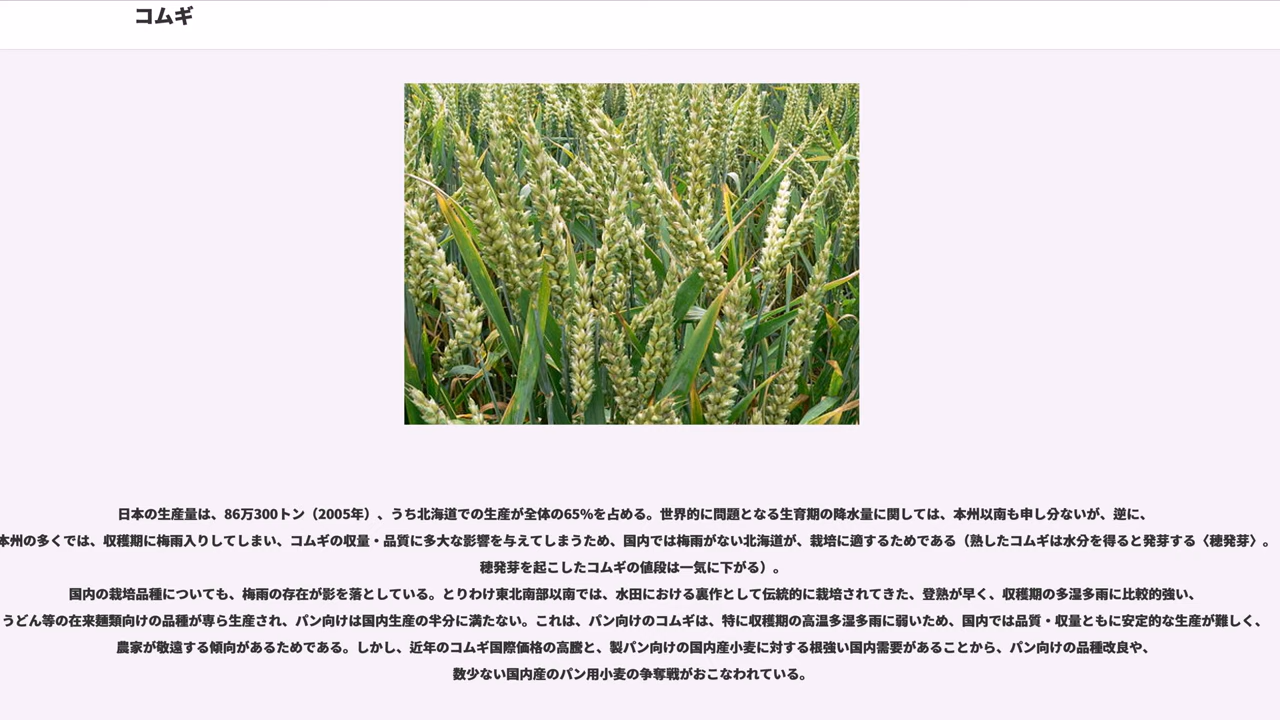 コムギ
日本の生産量は、86万300トン（2005年）、うち北海道での生産が全体の65%を占める。世界的に問題となる生育期の降水量に関しては、本州以南も申し分ないが、逆に、
本州の多くでは、収穫期に梅雨入りしてしまい、コムギの収量・品質に多大な影響を与えてしまうため、国内では梅雨がない北海道が、栽培に適するためである（熟したコムギは水分を得ると発芽する〈穂発芽〉。
穂発芽を起こしたコムギの値段は一気に下がる）。
国内の栽培品種についても、梅雨の存在が影を落としている。とりわけ東北南部以南では、水田における裏作として伝統的に栽培されてきた、登熟が早く、収穫期の多湿多雨に比較的強い、
うどん等の在来麺類向けの品種が専ら生産され、パン向けは国内生産の半分に満たない。これは、パン向けのコムギは、特に収穫期の高温多湿多雨に弱いため、国内では品質・収量ともに安定的な生産が難しく、
農家が敬遠する傾向があるためである。しかし、近年のコムギ国際価格の高騰と、製パン向けの国内産小麦に対する根強い国内需要があることから、パン向けの品種改良や、
数少ない国内産のパン用小麦の争奪戦がおこなわれている。